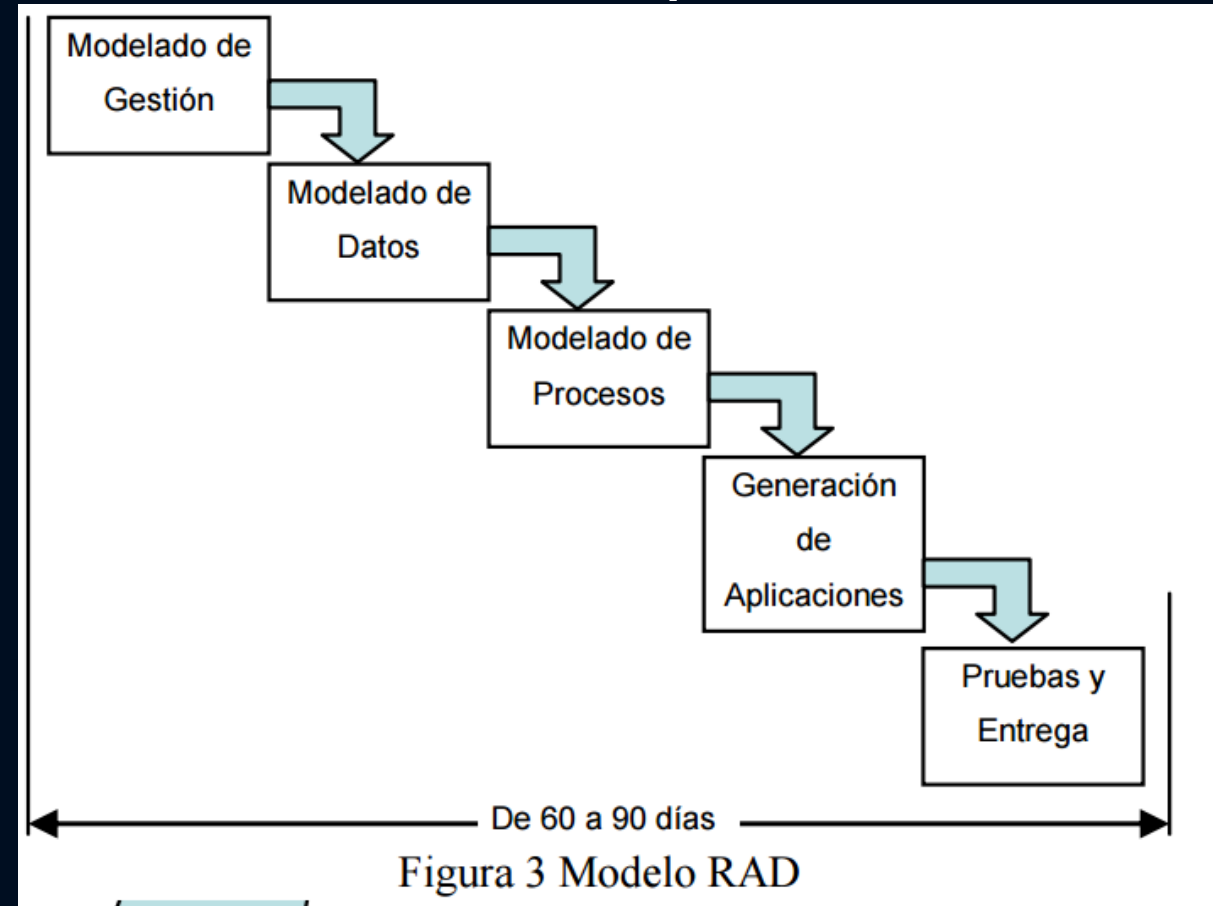 Modelado de
Gestión
Modelado de
Datos
Modelado de
Procesos
Generación
de
Aplicaciones
Pruebas y
Entrega
De 60 a 90 días
Figura 3 Modelo RAD